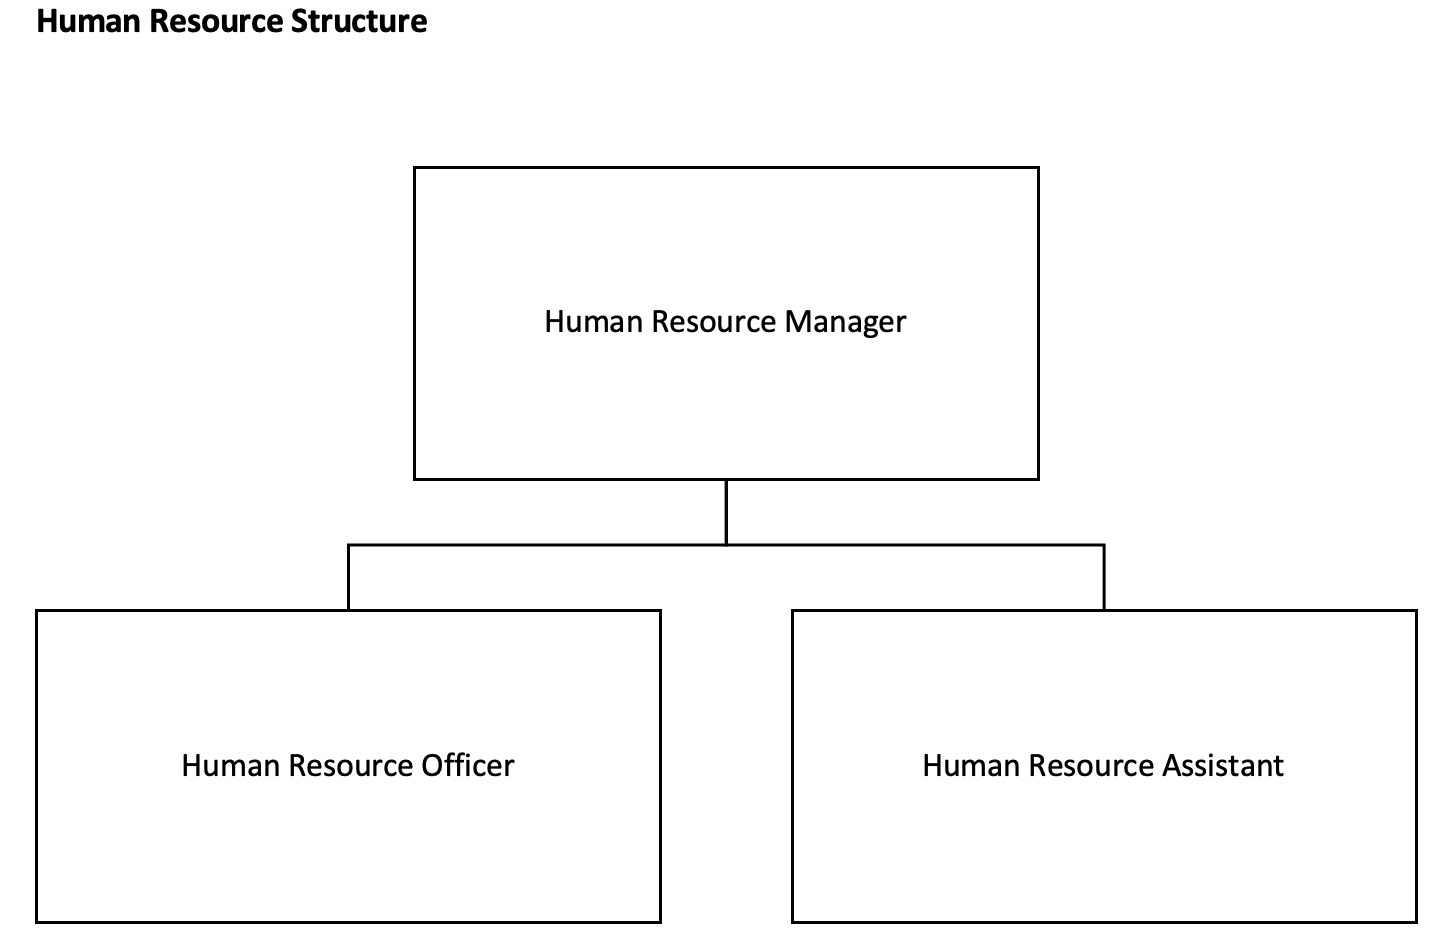 Human Resource Structure
Human Resource Manager
Human Resource Officer
Human Resource Assistant